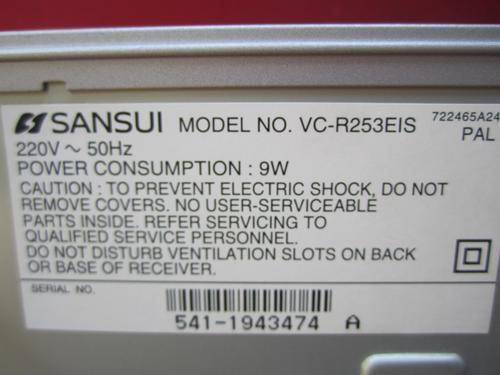 SANSUI MODEL NO. VC-R253EIS 722465A24
220V ~ 50Hz PAL
POWER CONSUMPTION : 9W
CAUTION : TO PREVENT ELECTRIC SHOCK, DO NOT
REMOVE COVERS. NO USER-SERVICEABLE
PARTS INSIDE. REFER SERVICING TO
QUALIFIED SERVICE PERSONNEL.
DO NOT DISTURB VENTILATION SLOTS ON BACK
OR BASE OF RECEIVER.
SERIAL NO.
541-1943474 A